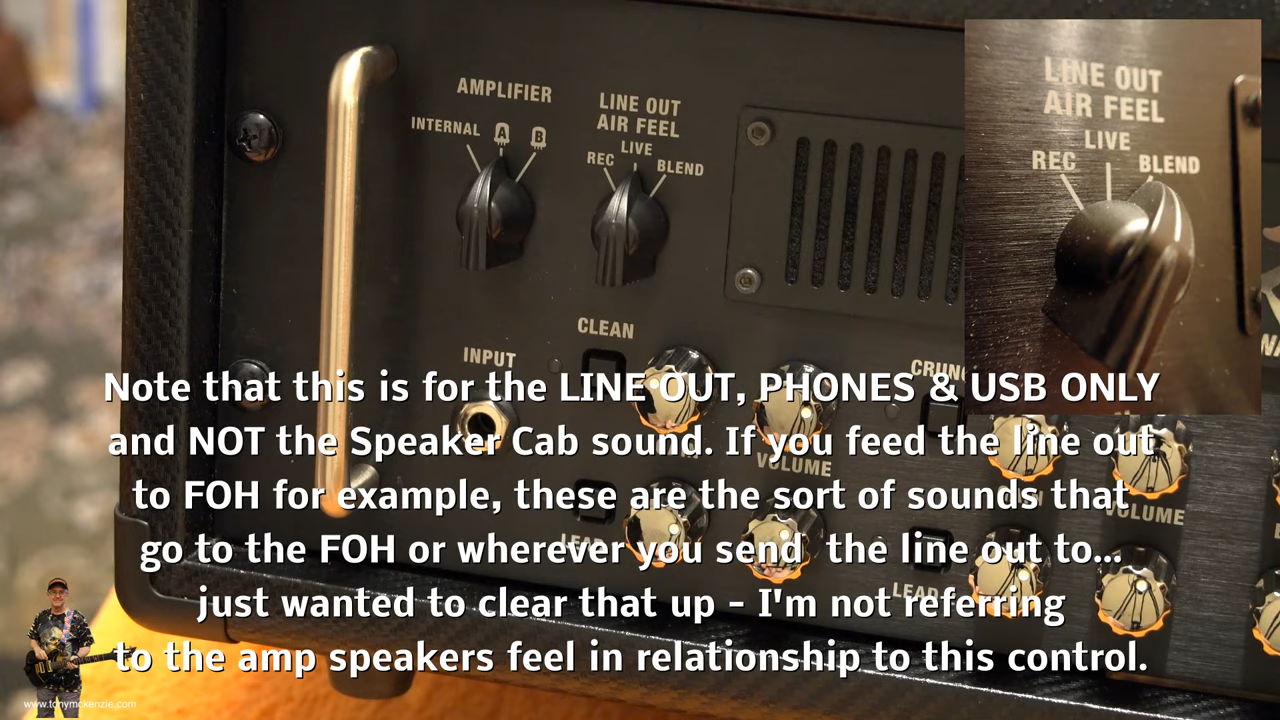 AMPLIFIER
INTERNAL A B
LINE OUT
AIR FEEL
LIVE
REC BLEND
LINE OUT
AIR FEEL
LIVE
REC BLEND
CLEAN
INPUT
VOLUME
VOLUME
LEAD
LEAD
Note that this is for the LINE OUT, PHONES & USB ONLY
and NOT the Speaker Cab sound. If you feed the line out
to FOH for example, these are the sort of sounds that
go to the FOH or wherever you send the line out to...
just wanted to clear that up - I'm not referring
to the amp speakers feel in relationship to this control.
www.tonymckenzie.com